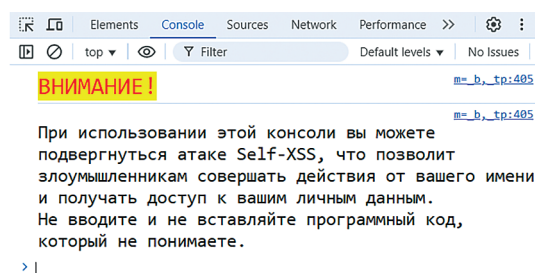 Elements Console Sources Network Performance
top Filter Default levels No Issues
ВНИМАНИЕ! m=_b,_tp:405
m=_b,_tp:405
При использовании этой консоли вы можете
подвергнуться атаке Self-XSS, что позволит
злоумышленникам совершать действия от вашего имени
и получать доступ к вашим личным данным.
Не вводите и не вставляйте программный код,
который не понимаете.